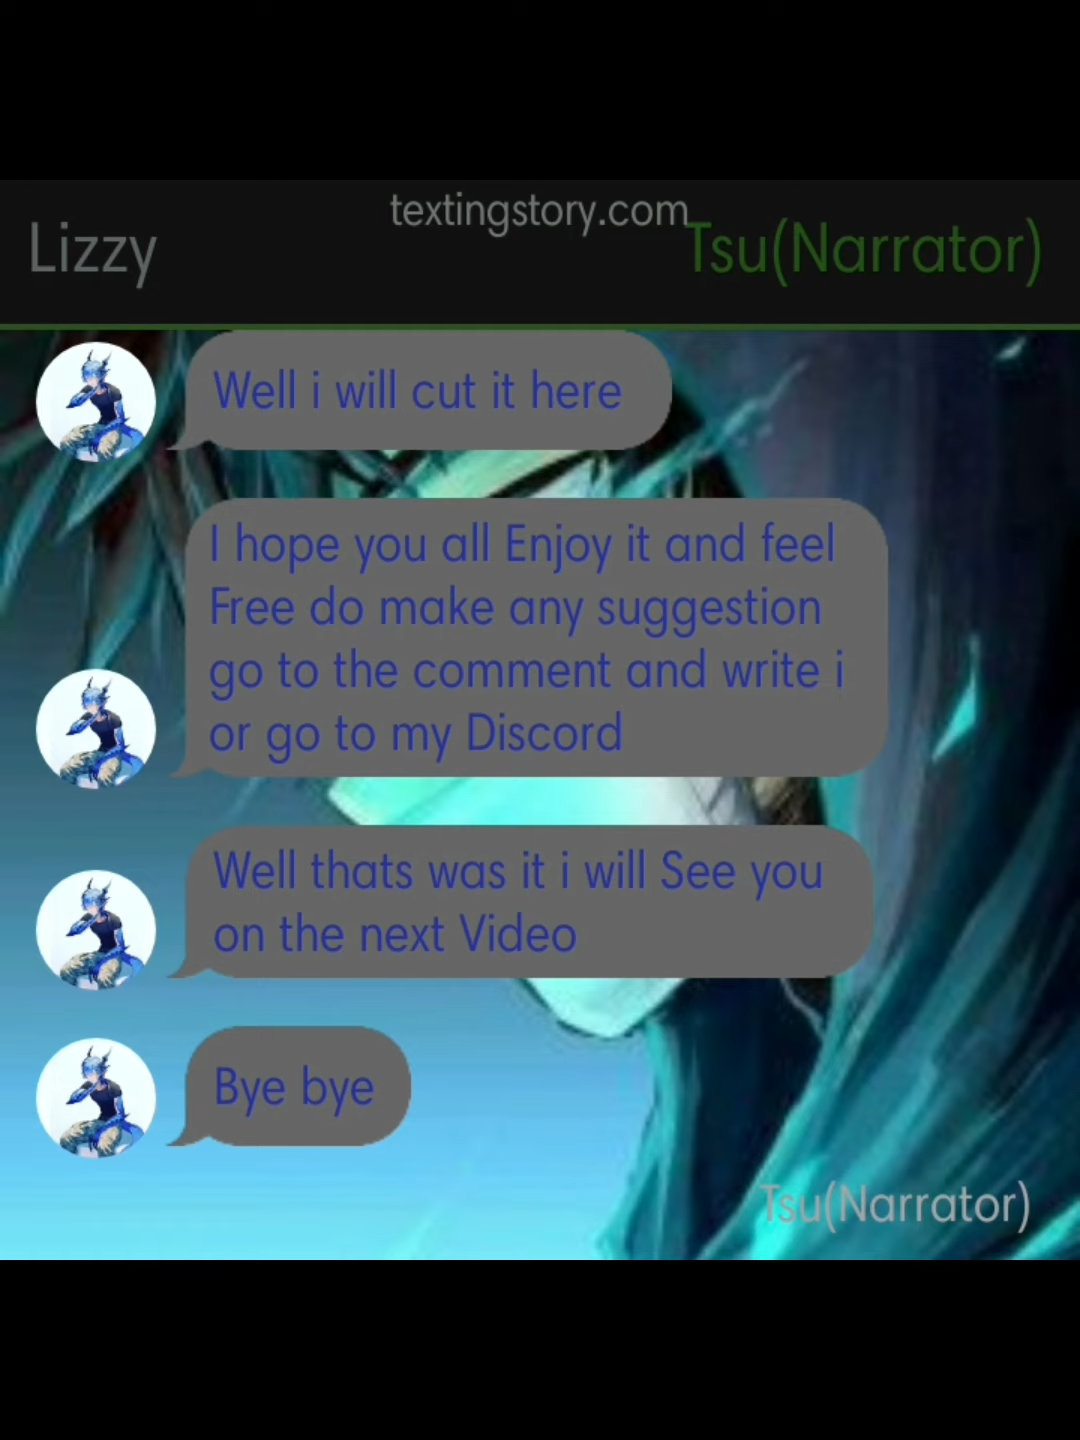 textingstory.com
Lizzy
Tsu(Narrator)
Well i will cut it here
I hope you all Enjoy it and feel
Free do make any suggestion
go to the comment and write i
or go to my Discord
Well thats was it i will See you
on the next Video
Bye bye
Tsu(Narrator)